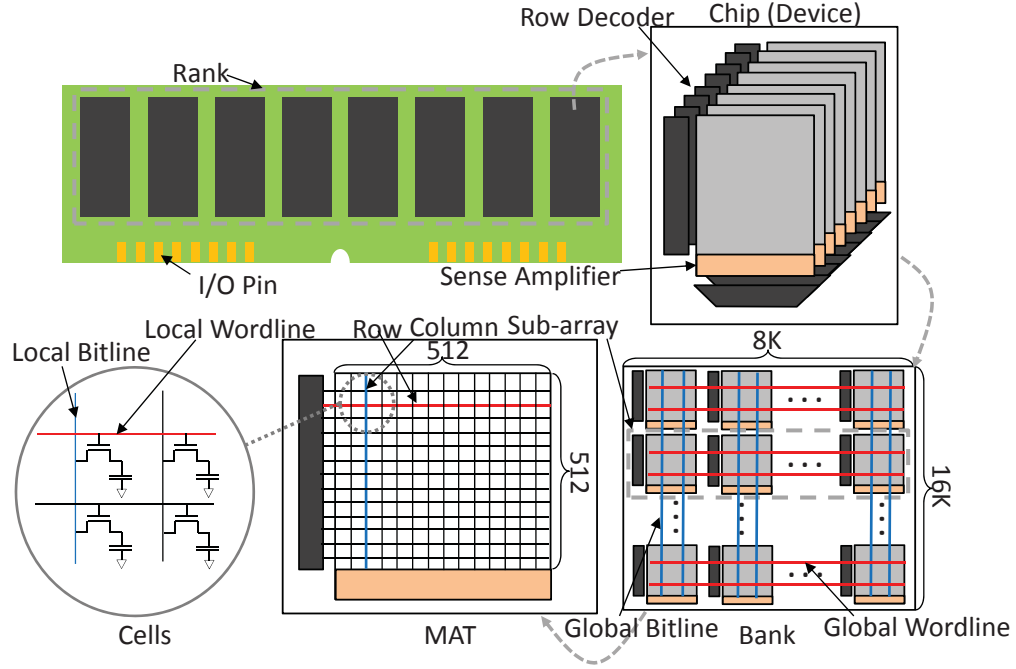 Row Decoder
Chip (Device)
Rank
I/O Pin
Sense Amplifier
Local Wordline
Local Bitline
Row
Column
Sub-array
512
512
8K
16K
Cells
MAT
Global Bitline
Bank
Global Wordline